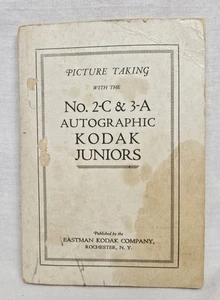 PICTURE TAKING
WITH THE
No. 2-C & 3-A
AUTOGRAPHIC
KODAK
JUNIORS
Published by the
EASTMAN KODAK COMPANY,
ROCHESTER, N. Y.